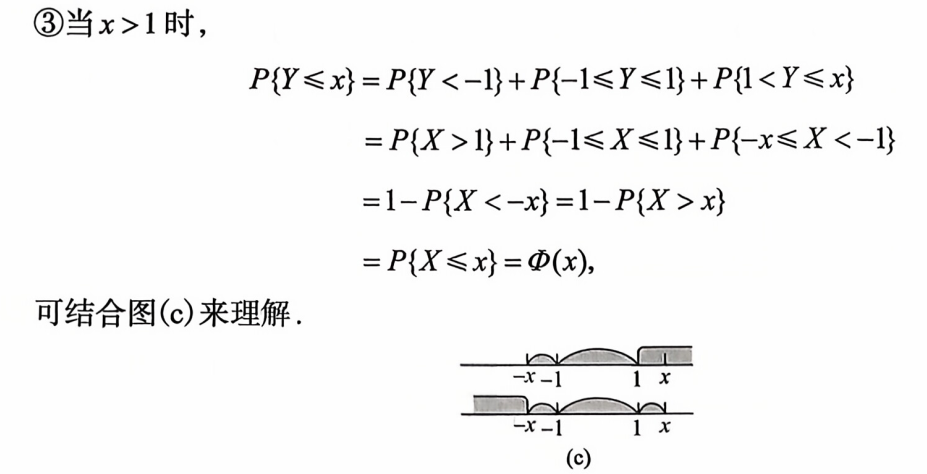 ③当x>1时，
P{Y≤x}=P{Y<-1}+P{-1≤Y≤1}+P{1<Y≤x}
=P{X>1}+P{-1≤X≤1}+P{-x≤X<-1}
=1-P{X<-x}=1-P{X>x}
=P{X≤x}=Φ(x),
可结合图(c)来理解.
-x -1 1 x
-x -1 1 x
(c)